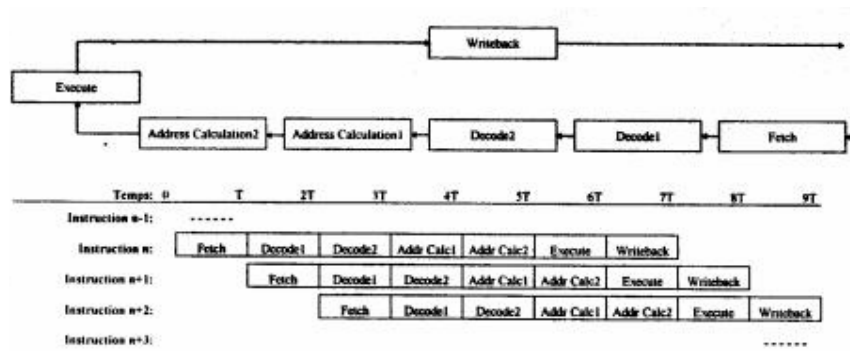 Writeback
Execute
Address Calculation2 Address Calculation1 Decode2 Decode1 Fetch
Temps: 0 T 2T 3T 4T 5T 6T 7T 8T 9T
Instruction n-1: ------
Instruction n: Fetch Decode1 Decode2 Addr Calc1 Addr Calc2 Execute Writeback
Instruction n+1: Fetch Decode1 Decode2 Addr Calc1 Addr Calc2 Execute Writeback
Instruction n+2: Fetch Decode1 Decode2 Addr Calc1 Addr Calc2 Execute Writeback
Instruction n+3: ------